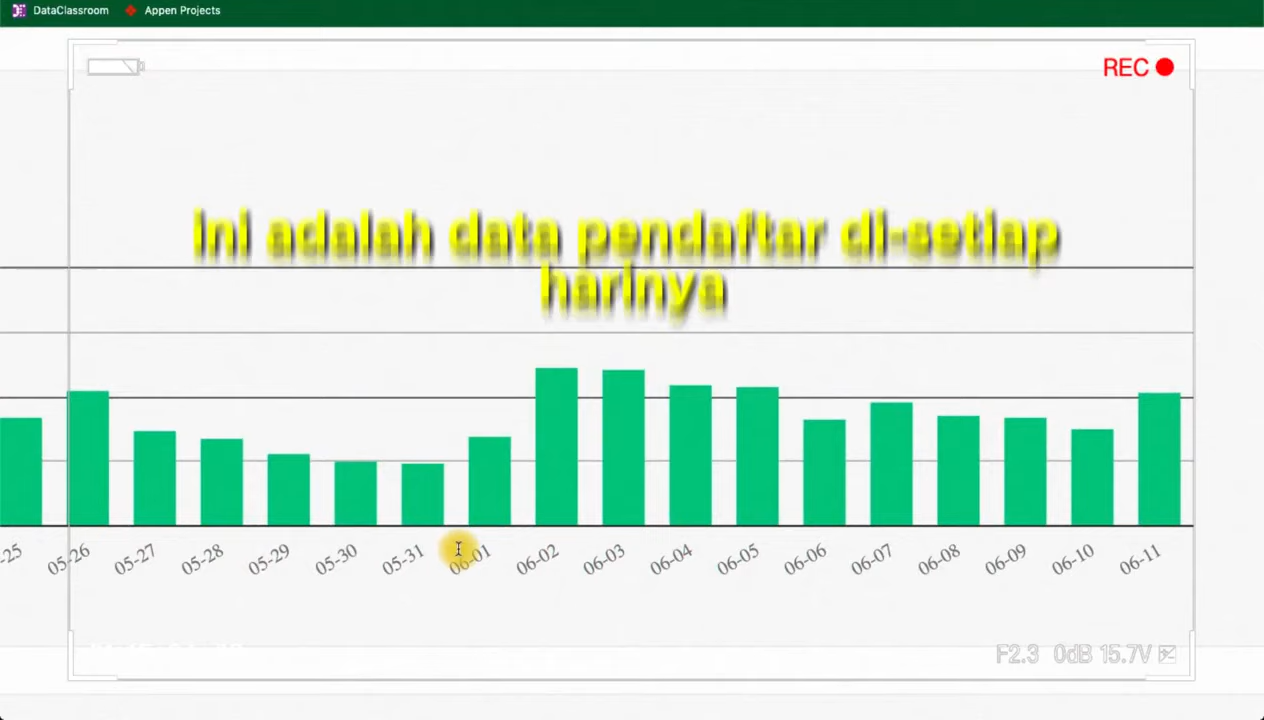 DataClassroom Appen Projects
REC
Ini adalah data pendaftar di-setiap
harinya
-25 05-26 05-27 05-28 05-29 05-30 05-31 06-01 06-02 06-03 06-04 06-05 06-06 06-07 06-08 06-09 06-10 06-11
F2.3 0dB 15.7V